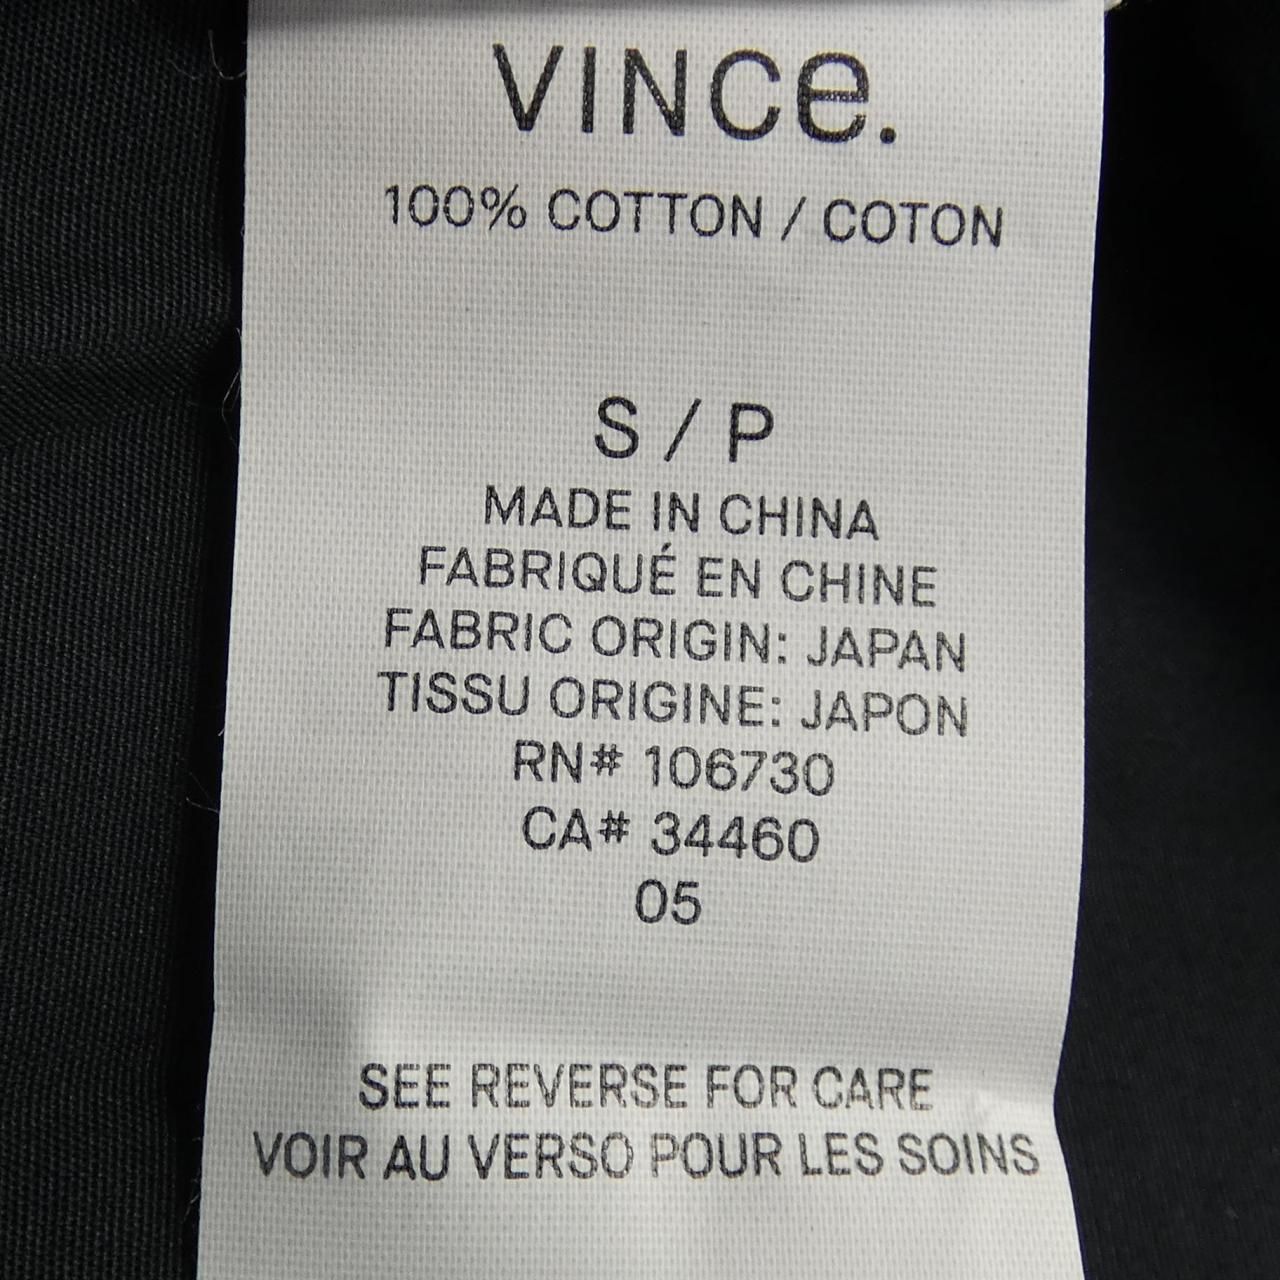 VINCe.
100% COTTON / COTON
S / P
MADE IN CHINA
FABRIQUÉ EN CHINE
FABRIC ORIGIN: JAPAN
TISSU ORIGINE: JAPON
RN# 106730
CA# 34460
05
SEE REVERSE FOR CARE
VOIR AU VERSO POUR LES SOINS